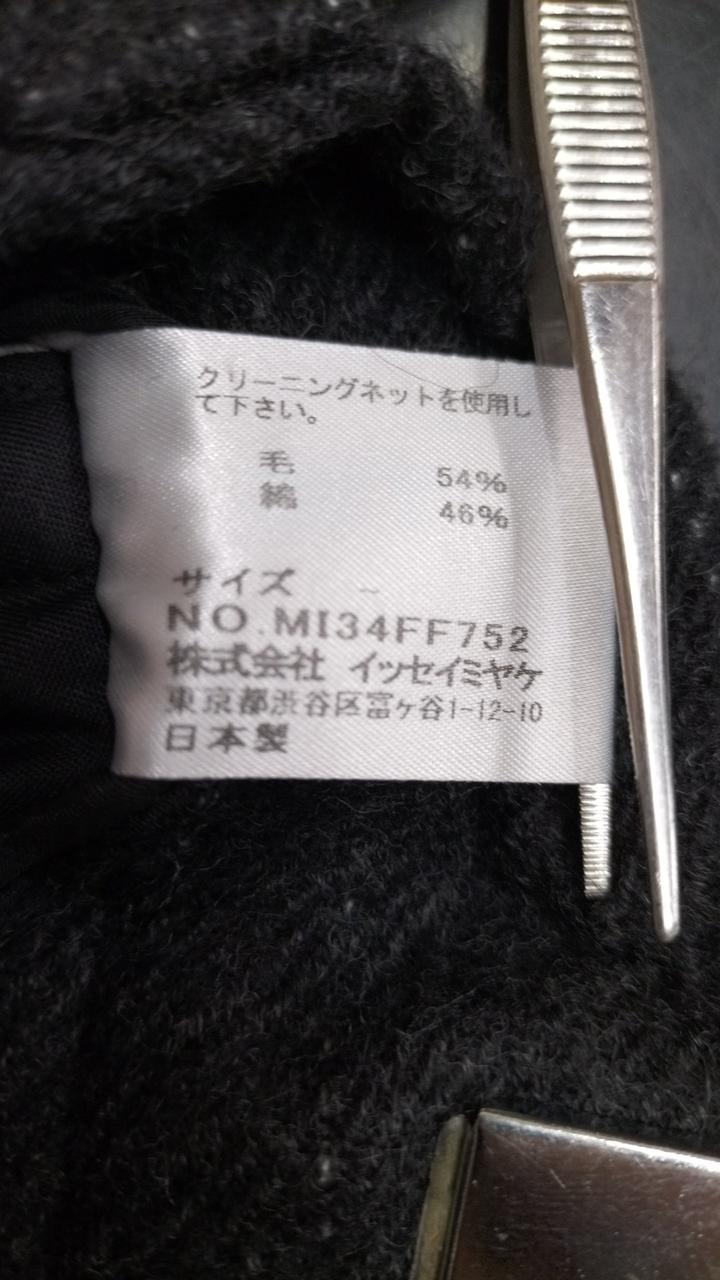 クリーニングネットを使用し
て下さい。
毛 54%
綿 46%
サイズ –
NO.MI34FF752
株式会社 イッセイミヤケ
東京都渋谷区富ヶ谷1-12-10
日本製